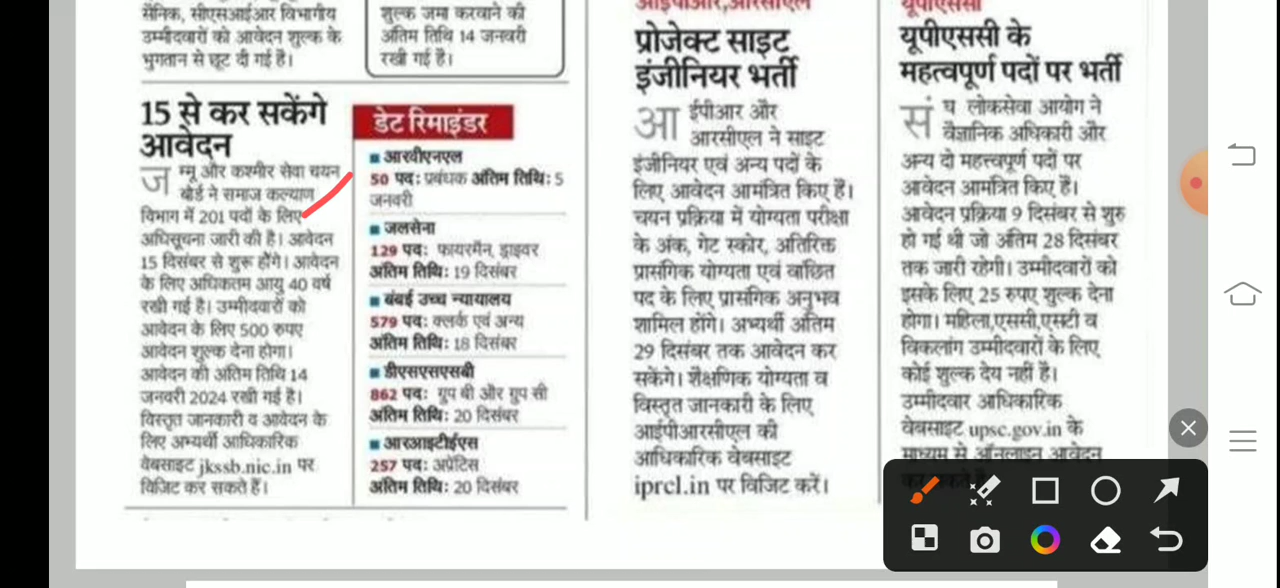 सैनिक, सीएसआईआर विभागीय
उम्मीदवारों को आवेदन शुल्क के
भुगतान से छूट दी गई है।
शुल्क जमा करवाने की
अंतिम तिथि 14 जनवरी
रखी गई है।
15 से कर सकेंगे
आवेदन
जम्मू और कश्मीर सेवा चयन
बोर्ड ने समाज कल्याण
विभाग में 201 पदों के लिए
अधिसूचना जारी की है। आवेदन
15 दिसंबर से शुरू होंगे। आवेदन
के लिए अधिकतम आयु 40 वर्ष
रखी गई है। उम्मीदवारों को
आवेदन के लिए 500 रुपए
आवेदन शुल्क देना होगा।
आवेदन की अंतिम तिथि 14
जनवरी 2024 रखी गई है।
विस्तृत जानकारी व आवेदन के
लिए अभ्यर्थी आधिकारिक
वेबसाइट jkssb.nic.in पर
विजिट कर सकते हैं।
डेट रिमाइंडर
आरवीएनएल
50 पद: प्रबंधक अंतिम तिथि: 5
जनवरी
जलसेना
129 पद: फायरमैन, ड्राइवर
अंतिम तिथि: 19 दिसंबर
बंबई उच्च न्यायालय
579 पद: क्लर्क एवं अन्य
अंतिम तिथि: 18 दिसंबर
डीएसएसएसबी
862 पद: ग्रुप बी और ग्रुप सी
अंतिम तिथि: 20 दिसंबर
आरआइटीईएस
257 पद: अप्रेंटिस
अंतिम तिथि: 20 दिसंबर
आईपीआर,आरसीएल
प्रोजेक्ट साइट
इंजीनियर भर्ती
आईपीआर और
आरसीएल ने साइट
इंजीनियर एवं अन्य पदों के
लिए आवेदन आमंत्रित किए हैं।
चयन प्रक्रिया में योग्यता परीक्षा
के अंक, गेट स्कोर, अतिरिक्त
प्रासंगिक योग्यता एवं वांछित
पद के लिए प्रासंगिक अनुभव
शामिल होंगे। अभ्यर्थी अंतिम
29 दिसंबर तक आवेदन कर
सकेंगे। शैक्षणिक योग्यता व
विस्तृत जानकारी के लिए
आईपीआरसीएल की
आधिकारिक वेबसाइट
iprcl.in पर विजिट करें।
यूपीएससी
यूपीएससी के
महत्वपूर्ण पदों पर भर्ती
संघ लोकसेवा आयोग ने
वैज्ञानिक अधिकारी और
अन्य दो महत्त्वपूर्ण पदों पर
आवेदन आमंत्रित किए हैं।
आवेदन प्रक्रिया 9 दिसंबर से शुरु
हो गई थी जो अंतिम 28 दिसंबर
तक जारी रहेगी। उम्मीदवारों को
इसके लिए 25 रुपए शुल्क देना
होगा। महिला,एससी,एसटी व
विकलांग उम्मीदवारों के लिए
कोई शुल्क देय नहीं है।
उम्मीदवार आधिकारिक
वेबसाइट upsc.gov.in के
माध्यम से ऑनलाइन आवेदन